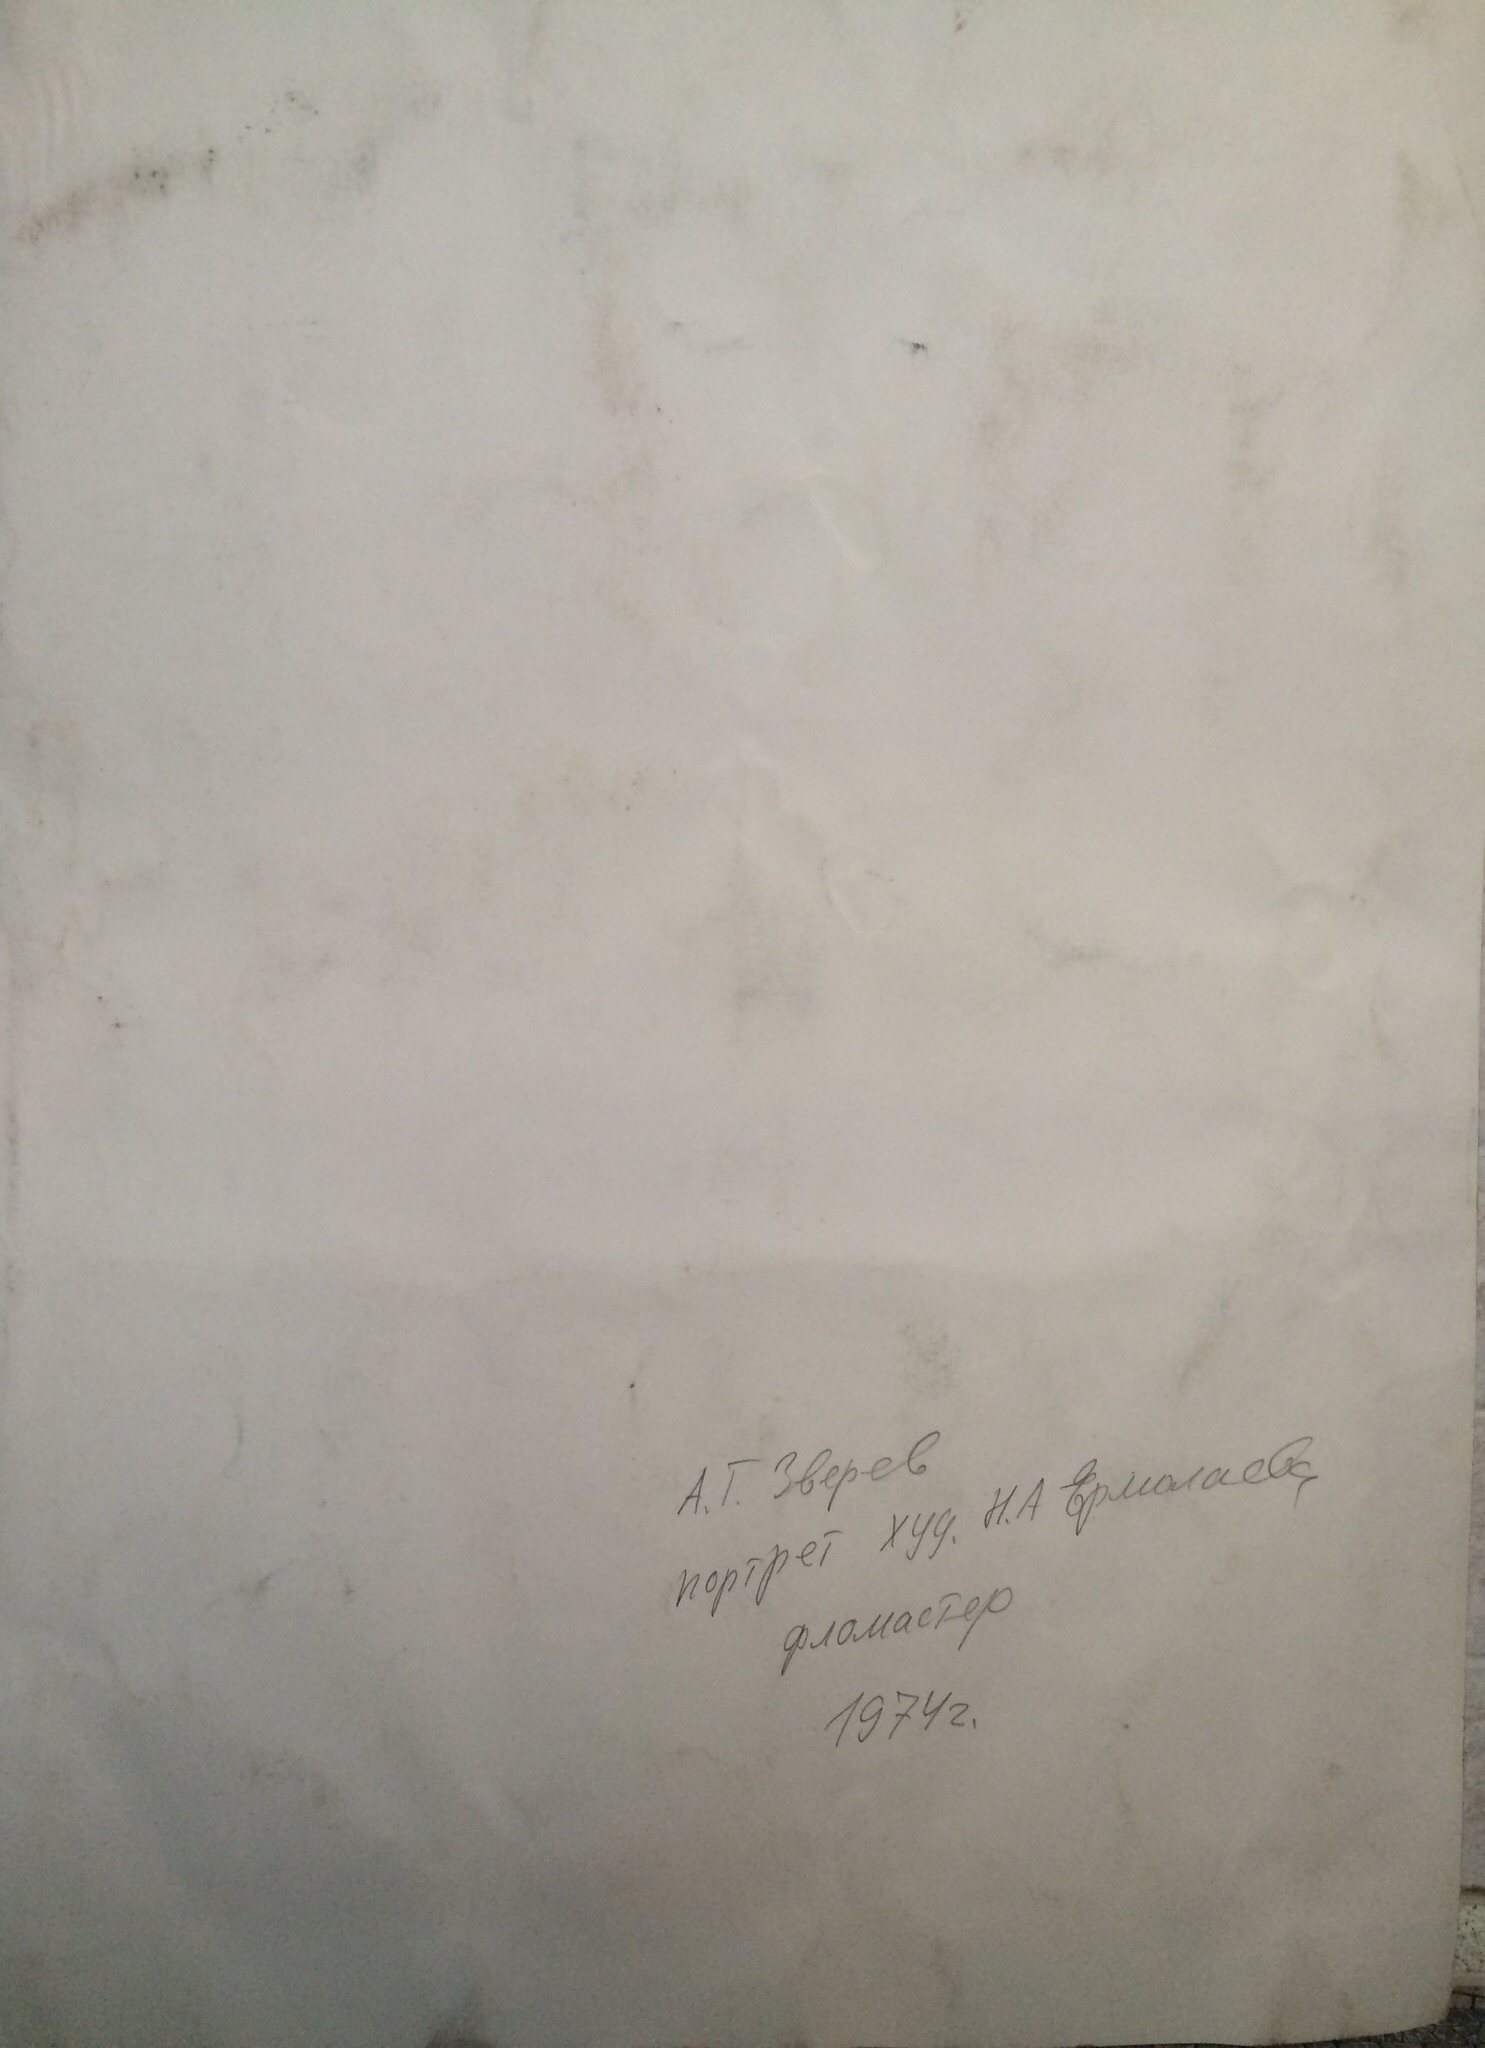 А.Т. Зверев
портрет худ. Н.А Ермолаева
фломастер
1974г.